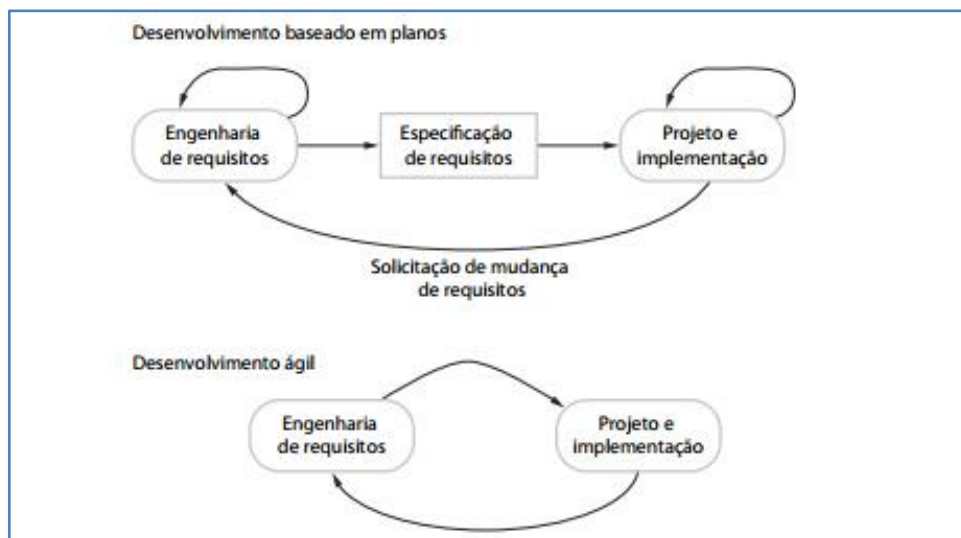 Desenvolvimento baseado em planos
Engenharia
de requisitos
Especificação
de requisitos
Projeto e
implementação
Solicitação de mudança
de requisitos
Desenvolvimento ágil
Engenharia
de requisitos
Projeto e
implementação